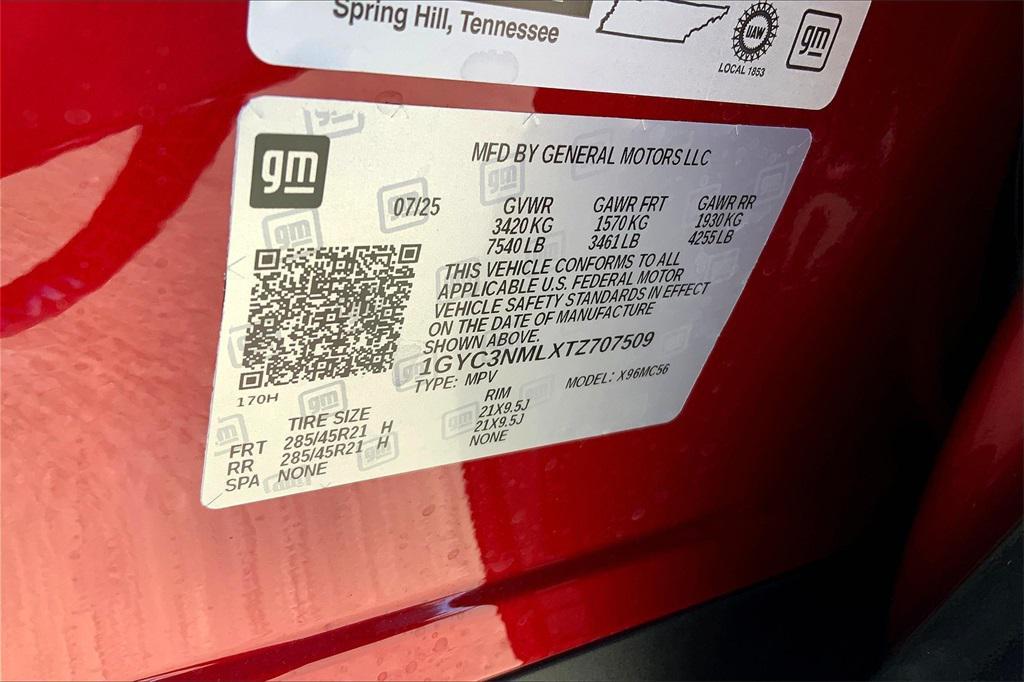 Spring Hill, Tennessee
UAW
LOCAL 1853
gm
gm
MFD BY GENERAL MOTORS LLC
07/25 GVWR GAWR FRT GAWR RR
3420 KG 1570 KG 1930 KG
7540 LB 3461 LB 4255 LB
THIS VEHICLE CONFORMS TO ALL
APPLICABLE U.S. FEDERAL MOTOR
VEHICLE SAFETY STANDARDS IN EFFECT
ON THE DATE OF MANUFACTURE
SHOWN ABOVE.
1GYC3NMLXTZ707509
TYPE: MPV MODEL: X96MC56
170H
TIRE SIZE RIM
FRT 285/45R21 H 21X9.5J
RR 285/45R21 H 21X9.5J
SPA NONE NONE